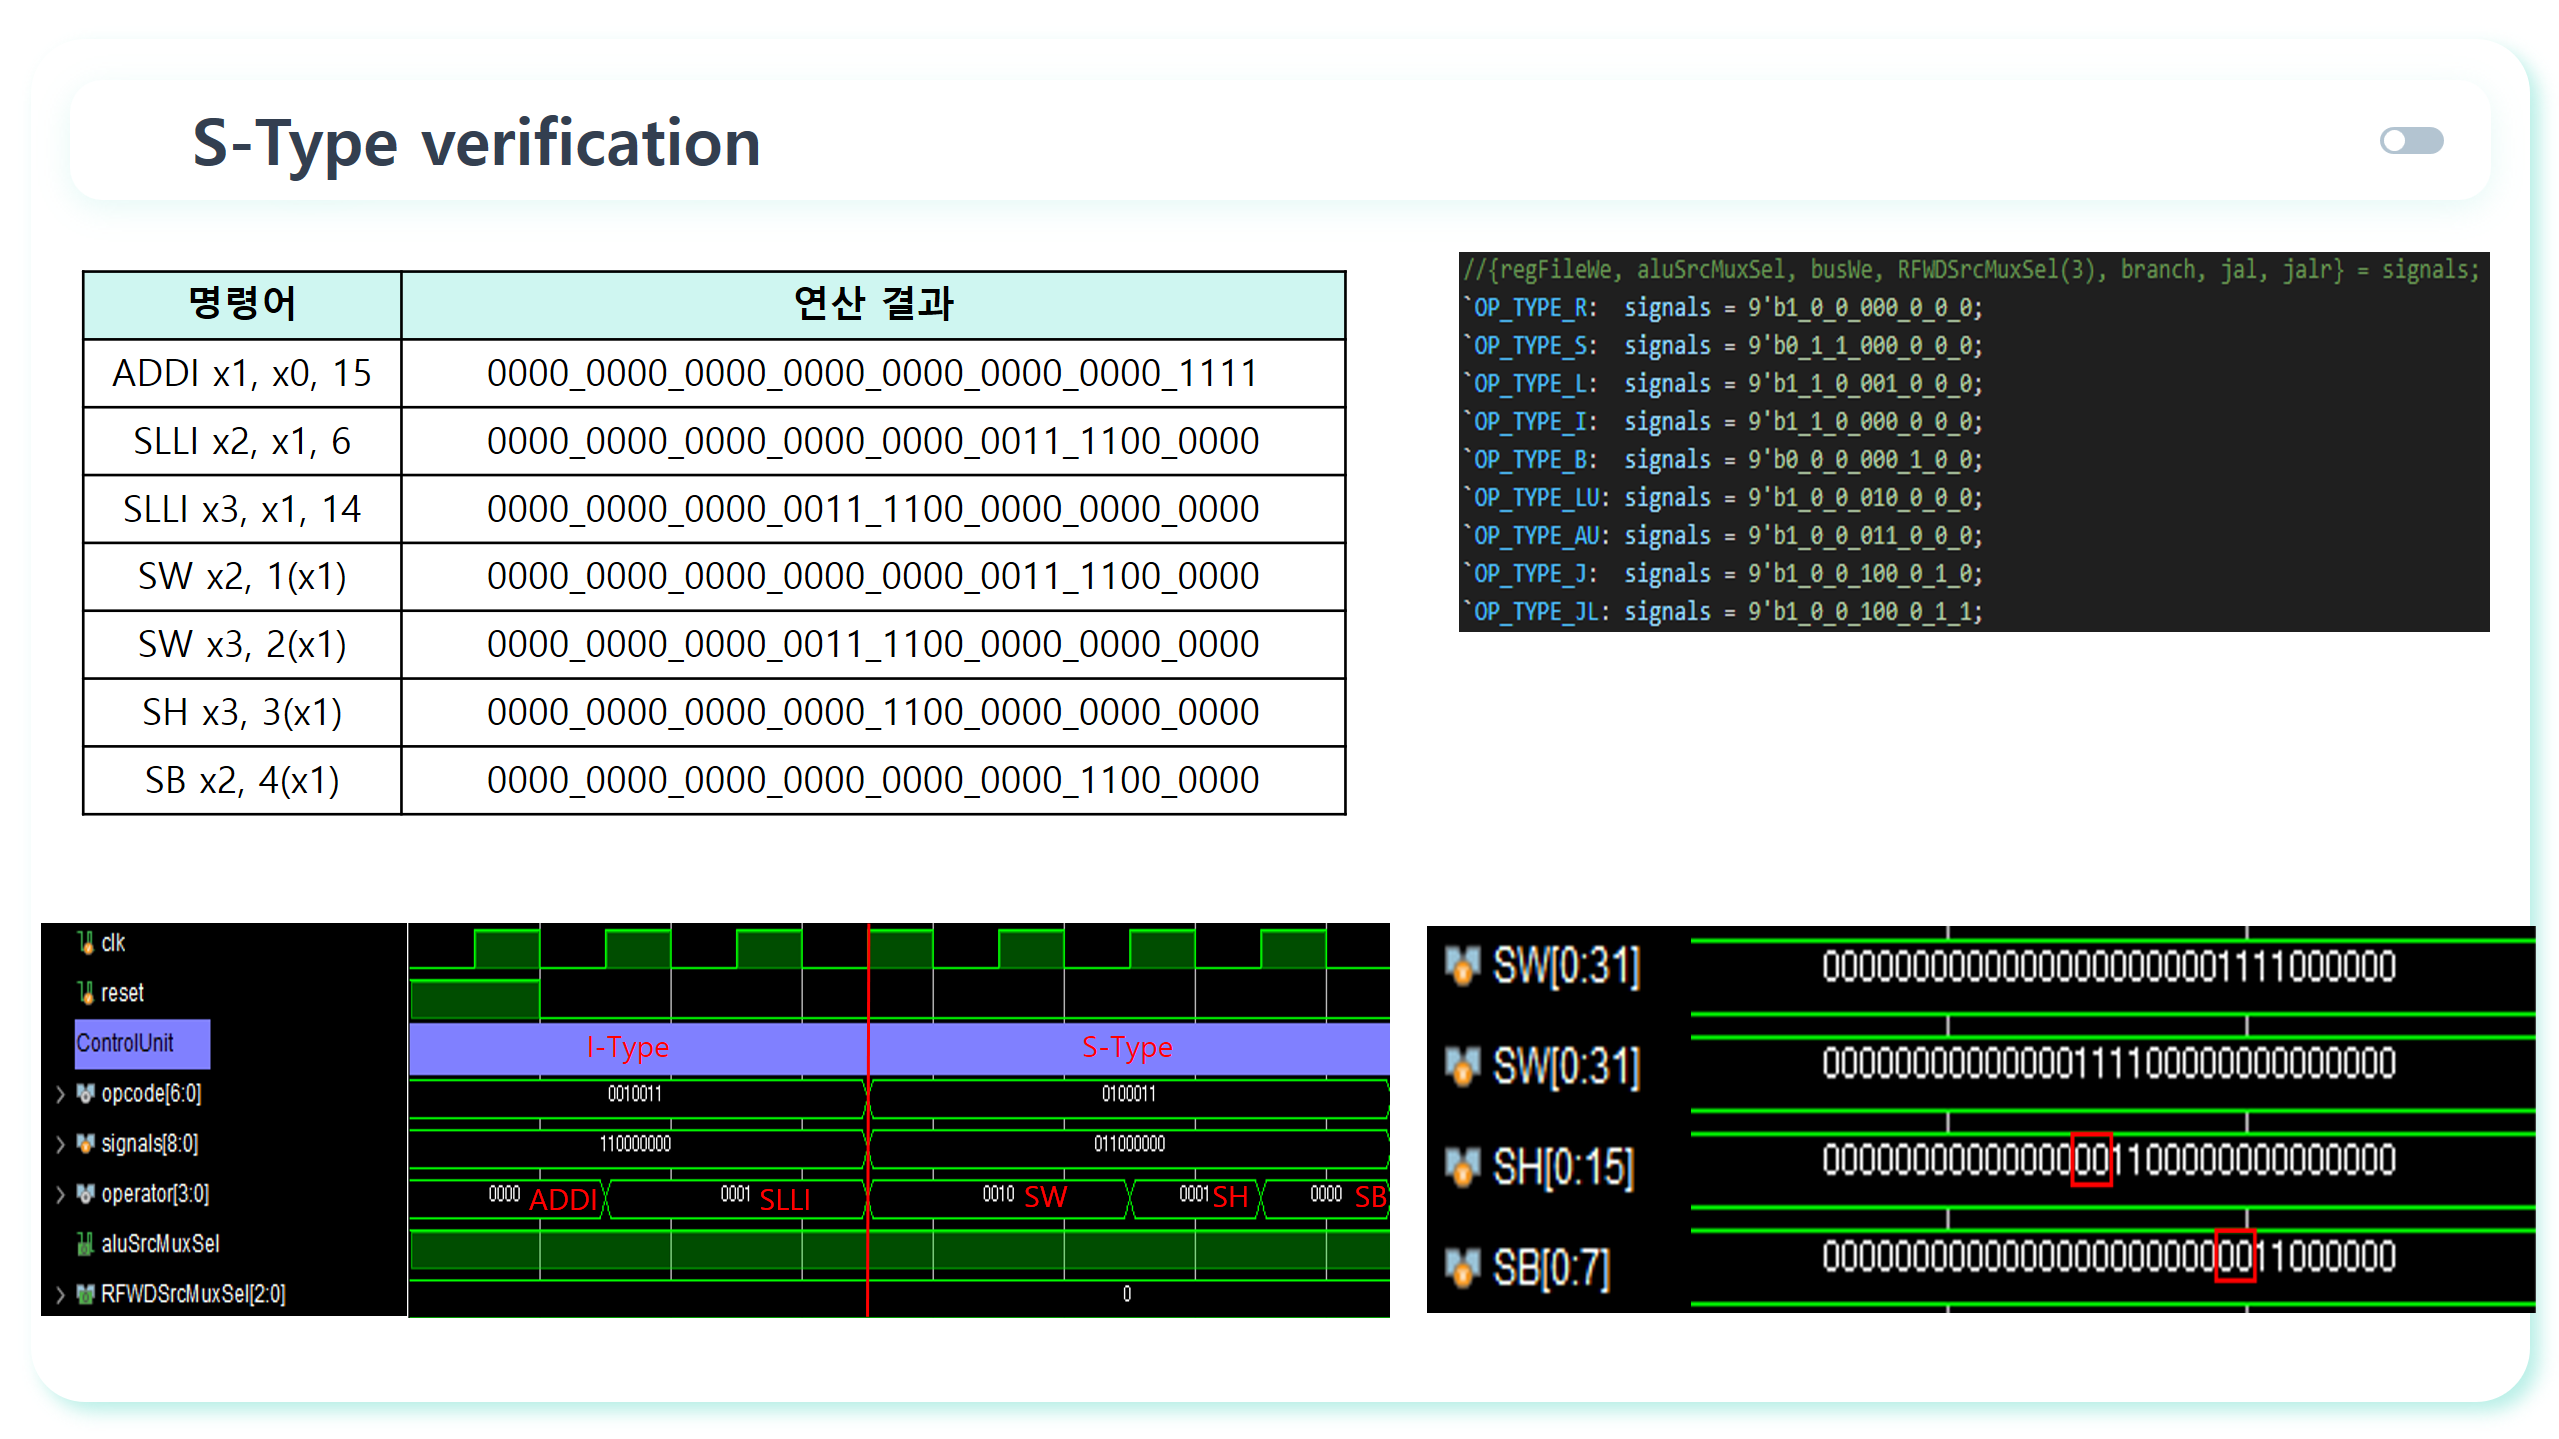 S-Type verification
명령어 연산 결과
ADDI x1, x0, 15 0000_0000_0000_0000_0000_0000_0000_1111
SLLI x2, x1, 6 0000_0000_0000_0000_0000_0011_1100_0000
SLLI x3, x1, 14 0000_0000_0000_0011_1100_0000_0000_0000
SW x2, 1(x1) 0000_0000_0000_0000_0000_0011_1100_0000
SW x3, 2(x1) 0000_0000_0000_0011_1100_0000_0000_0000
SH x3, 3(x1) 0000_0000_0000_0000_1100_0000_0000_0000
SB x2, 4(x1) 0000_0000_0000_0000_0000_0000_1100_0000
//{regFileWe, aluSrcMuxSel, busWe, RFWDSrcMuxSel(3), branch, jal, jalr} = signals;
`OP_TYPE_R: signals = 9'b1_0_0_000_0_0_0;
`OP_TYPE_S: signals = 9'b0_1_1_000_0_0_0;
`OP_TYPE_L: signals = 9'b1_1_0_001_0_0_0;
`OP_TYPE_I: signals = 9'b1_1_0_000_0_0_0;
`OP_TYPE_B: signals = 9'b0_0_0_000_1_0_0;
`OP_TYPE_LU: signals = 9'b1_0_0_010_0_0_0;
`OP_TYPE_AU: signals = 9'b1_0_0_011_0_0_0;
`OP_TYPE_J: signals = 9'b1_0_0_100_0_1_0;
`OP_TYPE_JL: signals = 9'b1_0_0_100_0_1_1;
clk
reset
ControlUnit I-Type S-Type
opcode[6:0] 0010011 0100011
signals[8:0] 110000000 011000000
operator[3:0] 0000 ADDI 0001 SLLI 0010 SW 0001 SH 0000 SB
aluSrcMuxSel
RFWDSrcMuxSel[2:0] 0
SW[0:31] 00000000000000000000001111000000
SW[0:31] 00000000000000111100000000000000
SH[0:15] 00000000000000001100000000000000
SB[0:7] 00000000000000000000000011000000